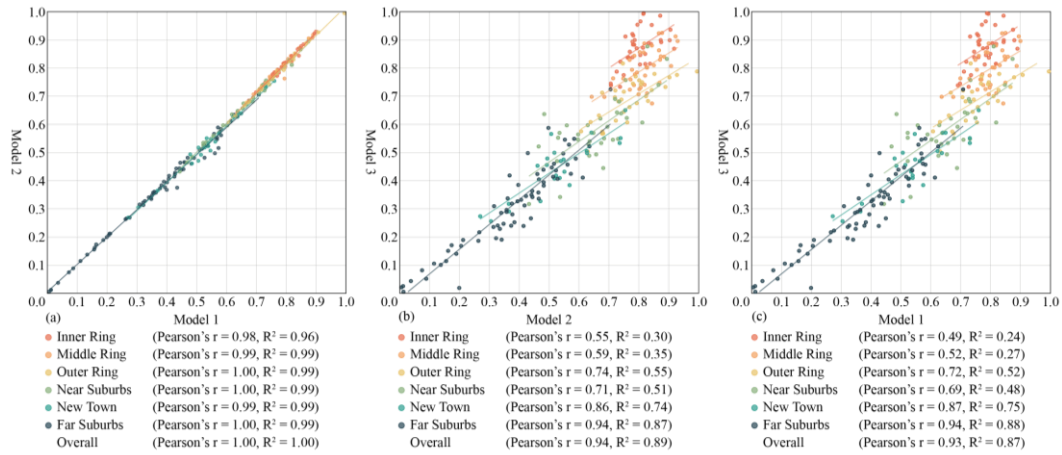 1.0
0.9
0.8
0.7
0.6
0.5
0.4
0.3
0.2
0.1
0.0
Model 2
0.1 0.2 0.3 0.4 0.5 0.6 0.7 0.8 0.9 1.0
(a)
Model 1
Inner Ring (Pearson's r = 0.98, R² = 0.96)
Middle Ring (Pearson's r = 0.99, R² = 0.99)
Outer Ring (Pearson's r = 1.00, R² = 0.99)
Near Suburbs (Pearson's r = 1.00, R² = 0.99)
New Town (Pearson's r = 0.99, R² = 0.99)
Far Suburbs (Pearson's r = 1.00, R² = 0.99)
Overall (Pearson's r = 1.00, R² = 1.00)
1.0
0.9
0.8
0.7
0.6
0.5
0.4
0.3
0.2
0.1
0.0
Model 3
0.1 0.2 0.3 0.4 0.5 0.6 0.7 0.8 0.9 1.0
(b)
Model 2
Inner Ring (Pearson's r = 0.55, R² = 0.30)
Middle Ring (Pearson's r = 0.59, R² = 0.35)
Outer Ring (Pearson's r = 0.74, R² = 0.55)
Near Suburbs (Pearson's r = 0.71, R² = 0.51)
New Town (Pearson's r = 0.86, R² = 0.74)
Far Suburbs (Pearson's r = 0.94, R² = 0.87)
Overall (Pearson's r = 0.94, R² = 0.89)
1.0
0.9
0.8
0.7
0.6
0.5
0.4
0.3
0.2
0.1
0.0
Model 3
0.1 0.2 0.3 0.4 0.5 0.6 0.7 0.8 0.9 1.0
(c)
Model 1
Inner Ring (Pearson's r = 0.49, R² = 0.24)
Middle Ring (Pearson's r = 0.52, R² = 0.27)
Outer Ring (Pearson's r = 0.72, R² = 0.52)
Near Suburbs (Pearson's r = 0.69, R² = 0.48)
New Town (Pearson's r = 0.87, R² = 0.75)
Far Suburbs (Pearson's r = 0.94, R² = 0.88)
Overall (Pearson's r = 0.93, R² = 0.87)